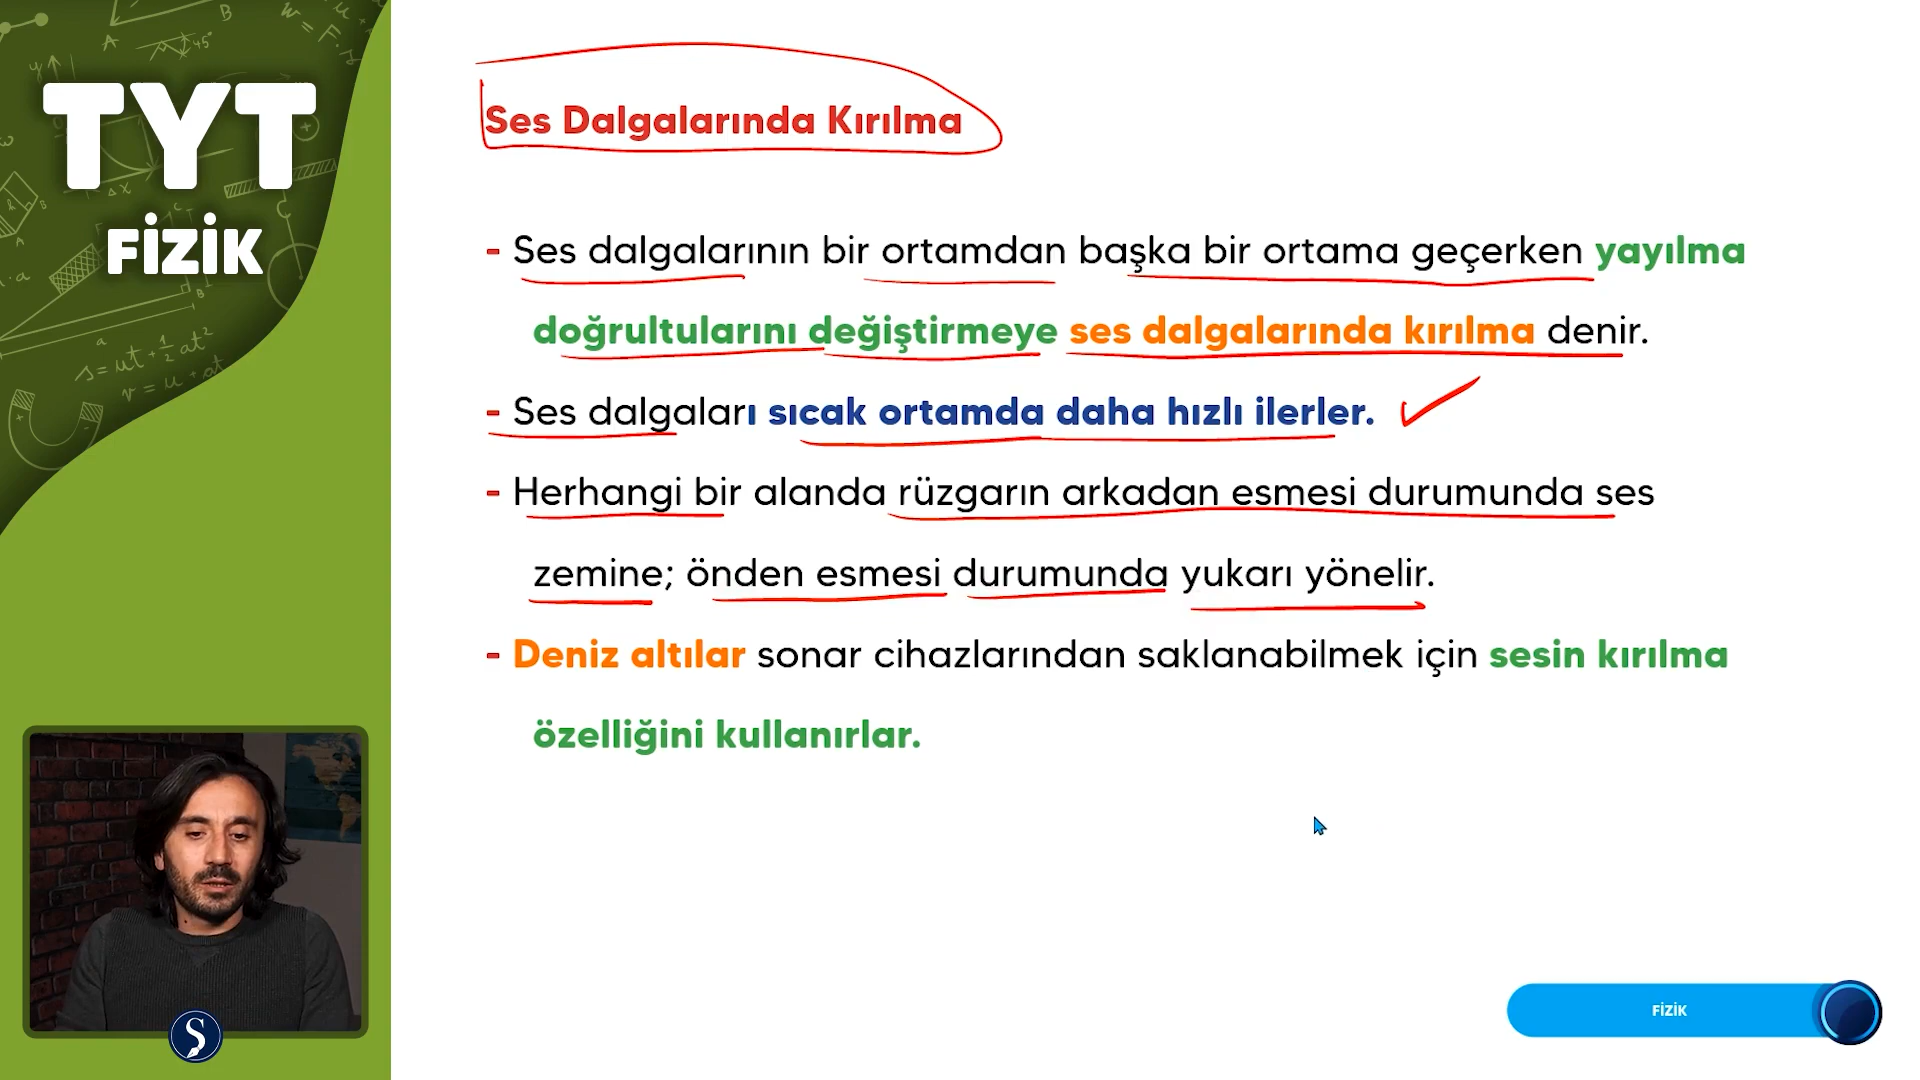 TYT
FİZİK
Ses Dalgalarında Kırılma
- Ses dalgalarının bir ortamdan başka bir ortama geçerken yayılma
doğrultularını değiştirmeye ses dalgalarında kırılma denir.
- Ses dalgaları sıcak ortamda daha hızlı ilerler.
- Herhangi bir alanda rüzgarın arkadan esmesi durumunda ses
zemine; önden esmesi durumunda yukarı yönelir.
- Deniz altılar sonar cihazlarından saklanabilmek için sesin kırılma
özelliğini kullanırlar.
FİZİK